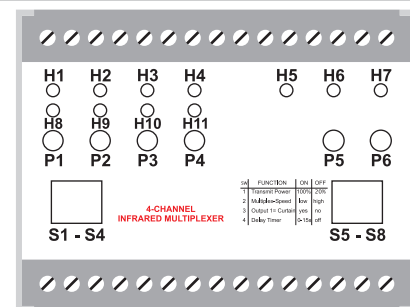 H1 H2 H3 H4 H5 H6 H7
H8 H9 H10 H11
P1 P2 P3 P4 P5 P6
SW FUNCTION ON OFF
1 Transmit Power 100% 20%
2 Multiplex-Speed low high
3 Output 1= Curtain yes no
4 Delay Timer 0-15s off
4-CHANNEL
INFRARED MULTIPLEXER
S1 - S4 S5 - S8